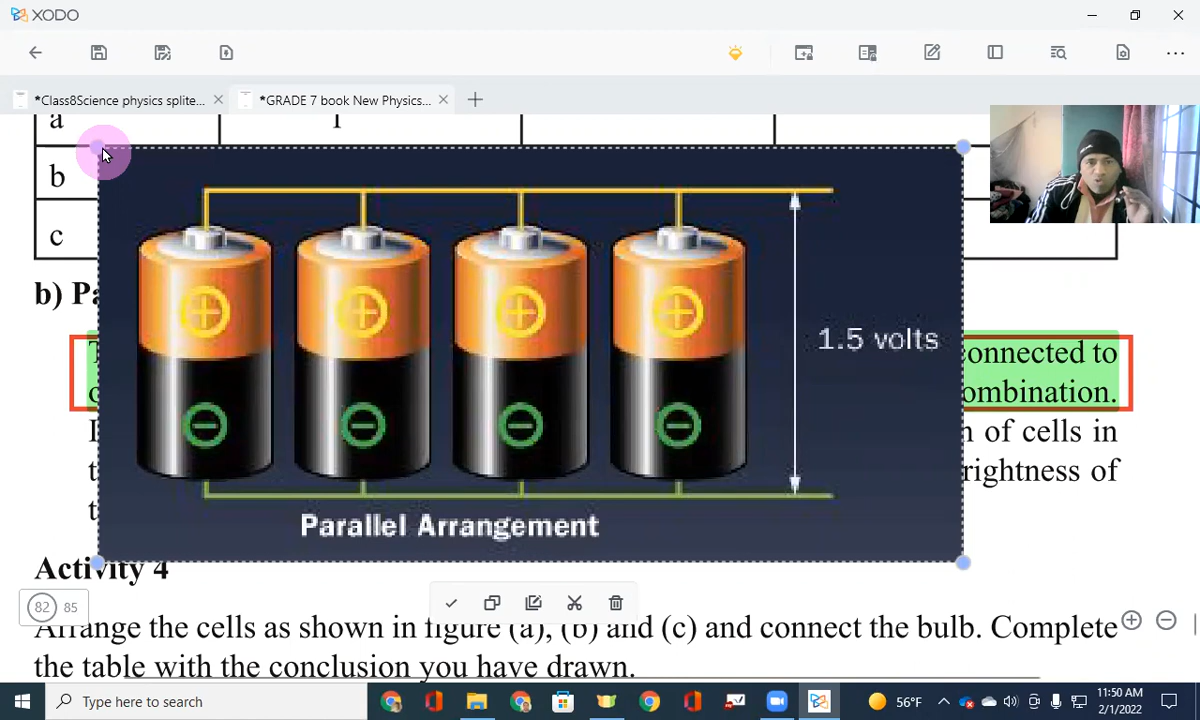 XODO
*Class8Science physics splite...
*GRADE 7 book New Physics...
a
b
c
b) Pa
1.5 volts
onnected to
ombination.
n of cells in
rightness of
Parallel Arrangement
Activity 4
82 85
Arrange the cells as shown in figure (a), (b) and (c) and connect the bulb. Complete
the table with the conclusion you have drawn.
Type here to search
56°F
11:50 AM
2/1/2022